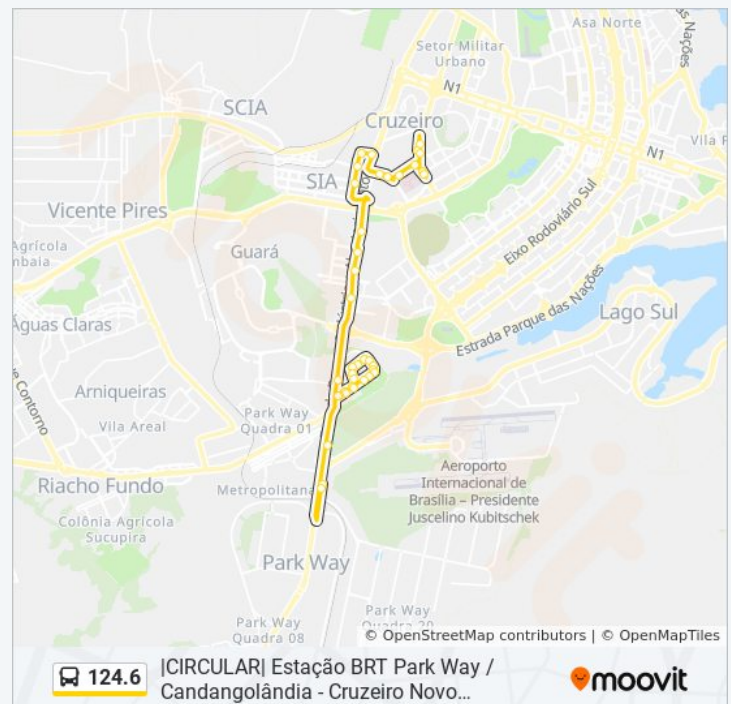 Asa Norte
das Nações
Setor Militar
Urbano
N1
SCIA
Cruzeiro
Vila
N1
SIA
Vicente Pires
Eixo Rodoviário Sul
Agrícola
Guará
Estrada Parque das Nações
Lago Sul
Águas Claras
Contorno
Arniqueiras
Park Way
Quadra 01
Vila Areal
Aeroporto
Internacional de
Brasília – Presidente
Juscelino Kubitschek
Riacho Fundo
Metropolitana
Colônia Agrícola
Sucupira
Park Way
Park Way
Quadra 08
Park Way
Quadra 20
© OpenStreetMap contributors | © OpenMapTiles
124.6
|CIRCULAR| Estação BRT Park Way /
Candangolândia - Cruzeiro Novo…
moovit